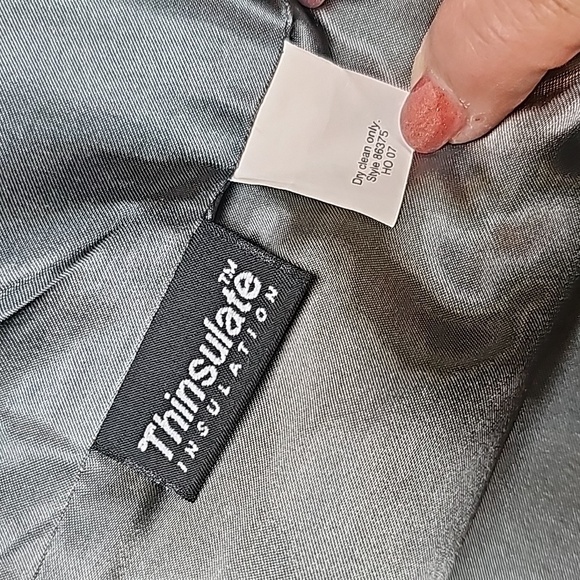 Dry clean only.
Style 86375
HO 07
Thinsulate™
INSULATION